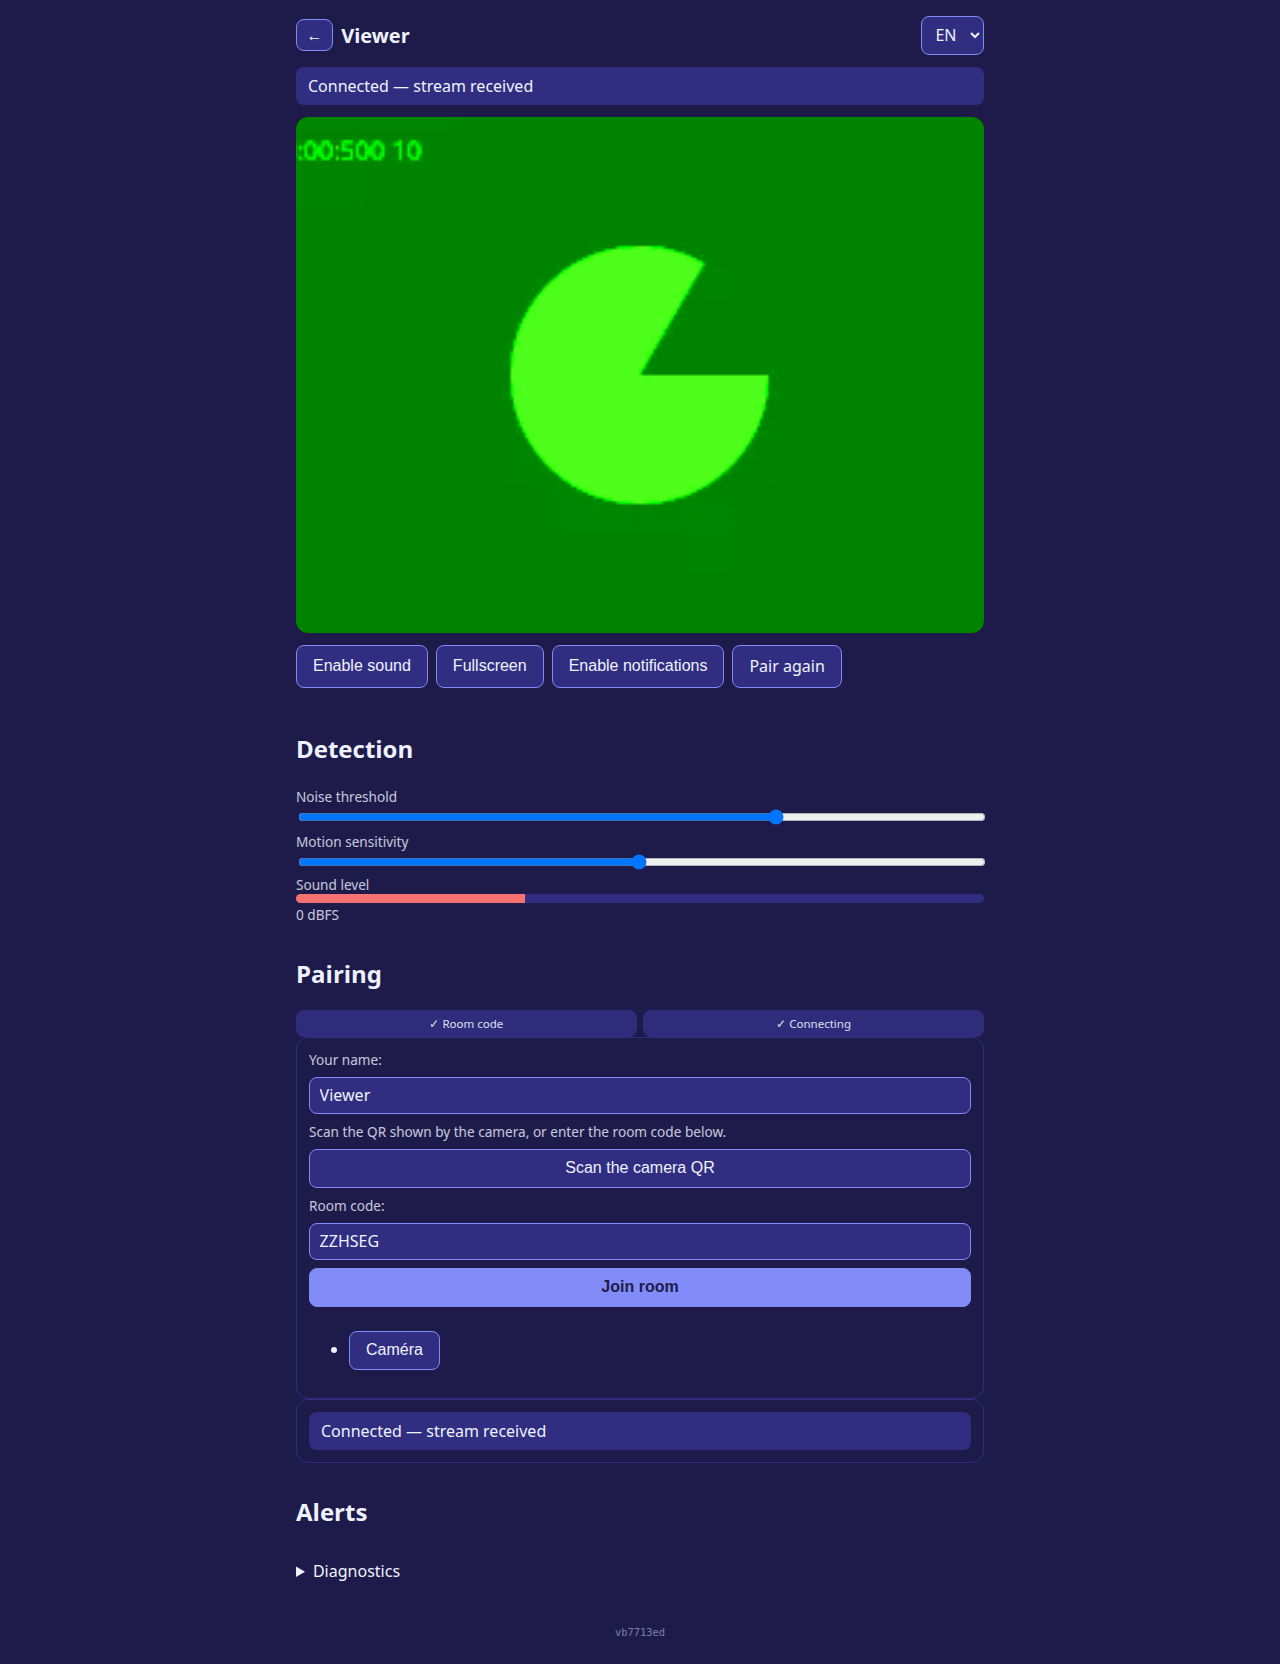 ← Viewer EN
Connected — stream received
:00:500 10
Enable sound Fullscreen Enable notifications Pair again
Detection
Noise threshold
Motion sensitivity
Sound level
0 dBFS
Pairing
✓ Room code ✓ Connecting
Your name:
Viewer
Scan the QR shown by the camera, or enter the room code below.
Scan the camera QR
Room code:
ZZHSEG
Join room
• Caméra
Connected — stream received
Alerts
▶ Diagnostics
vb7713ed